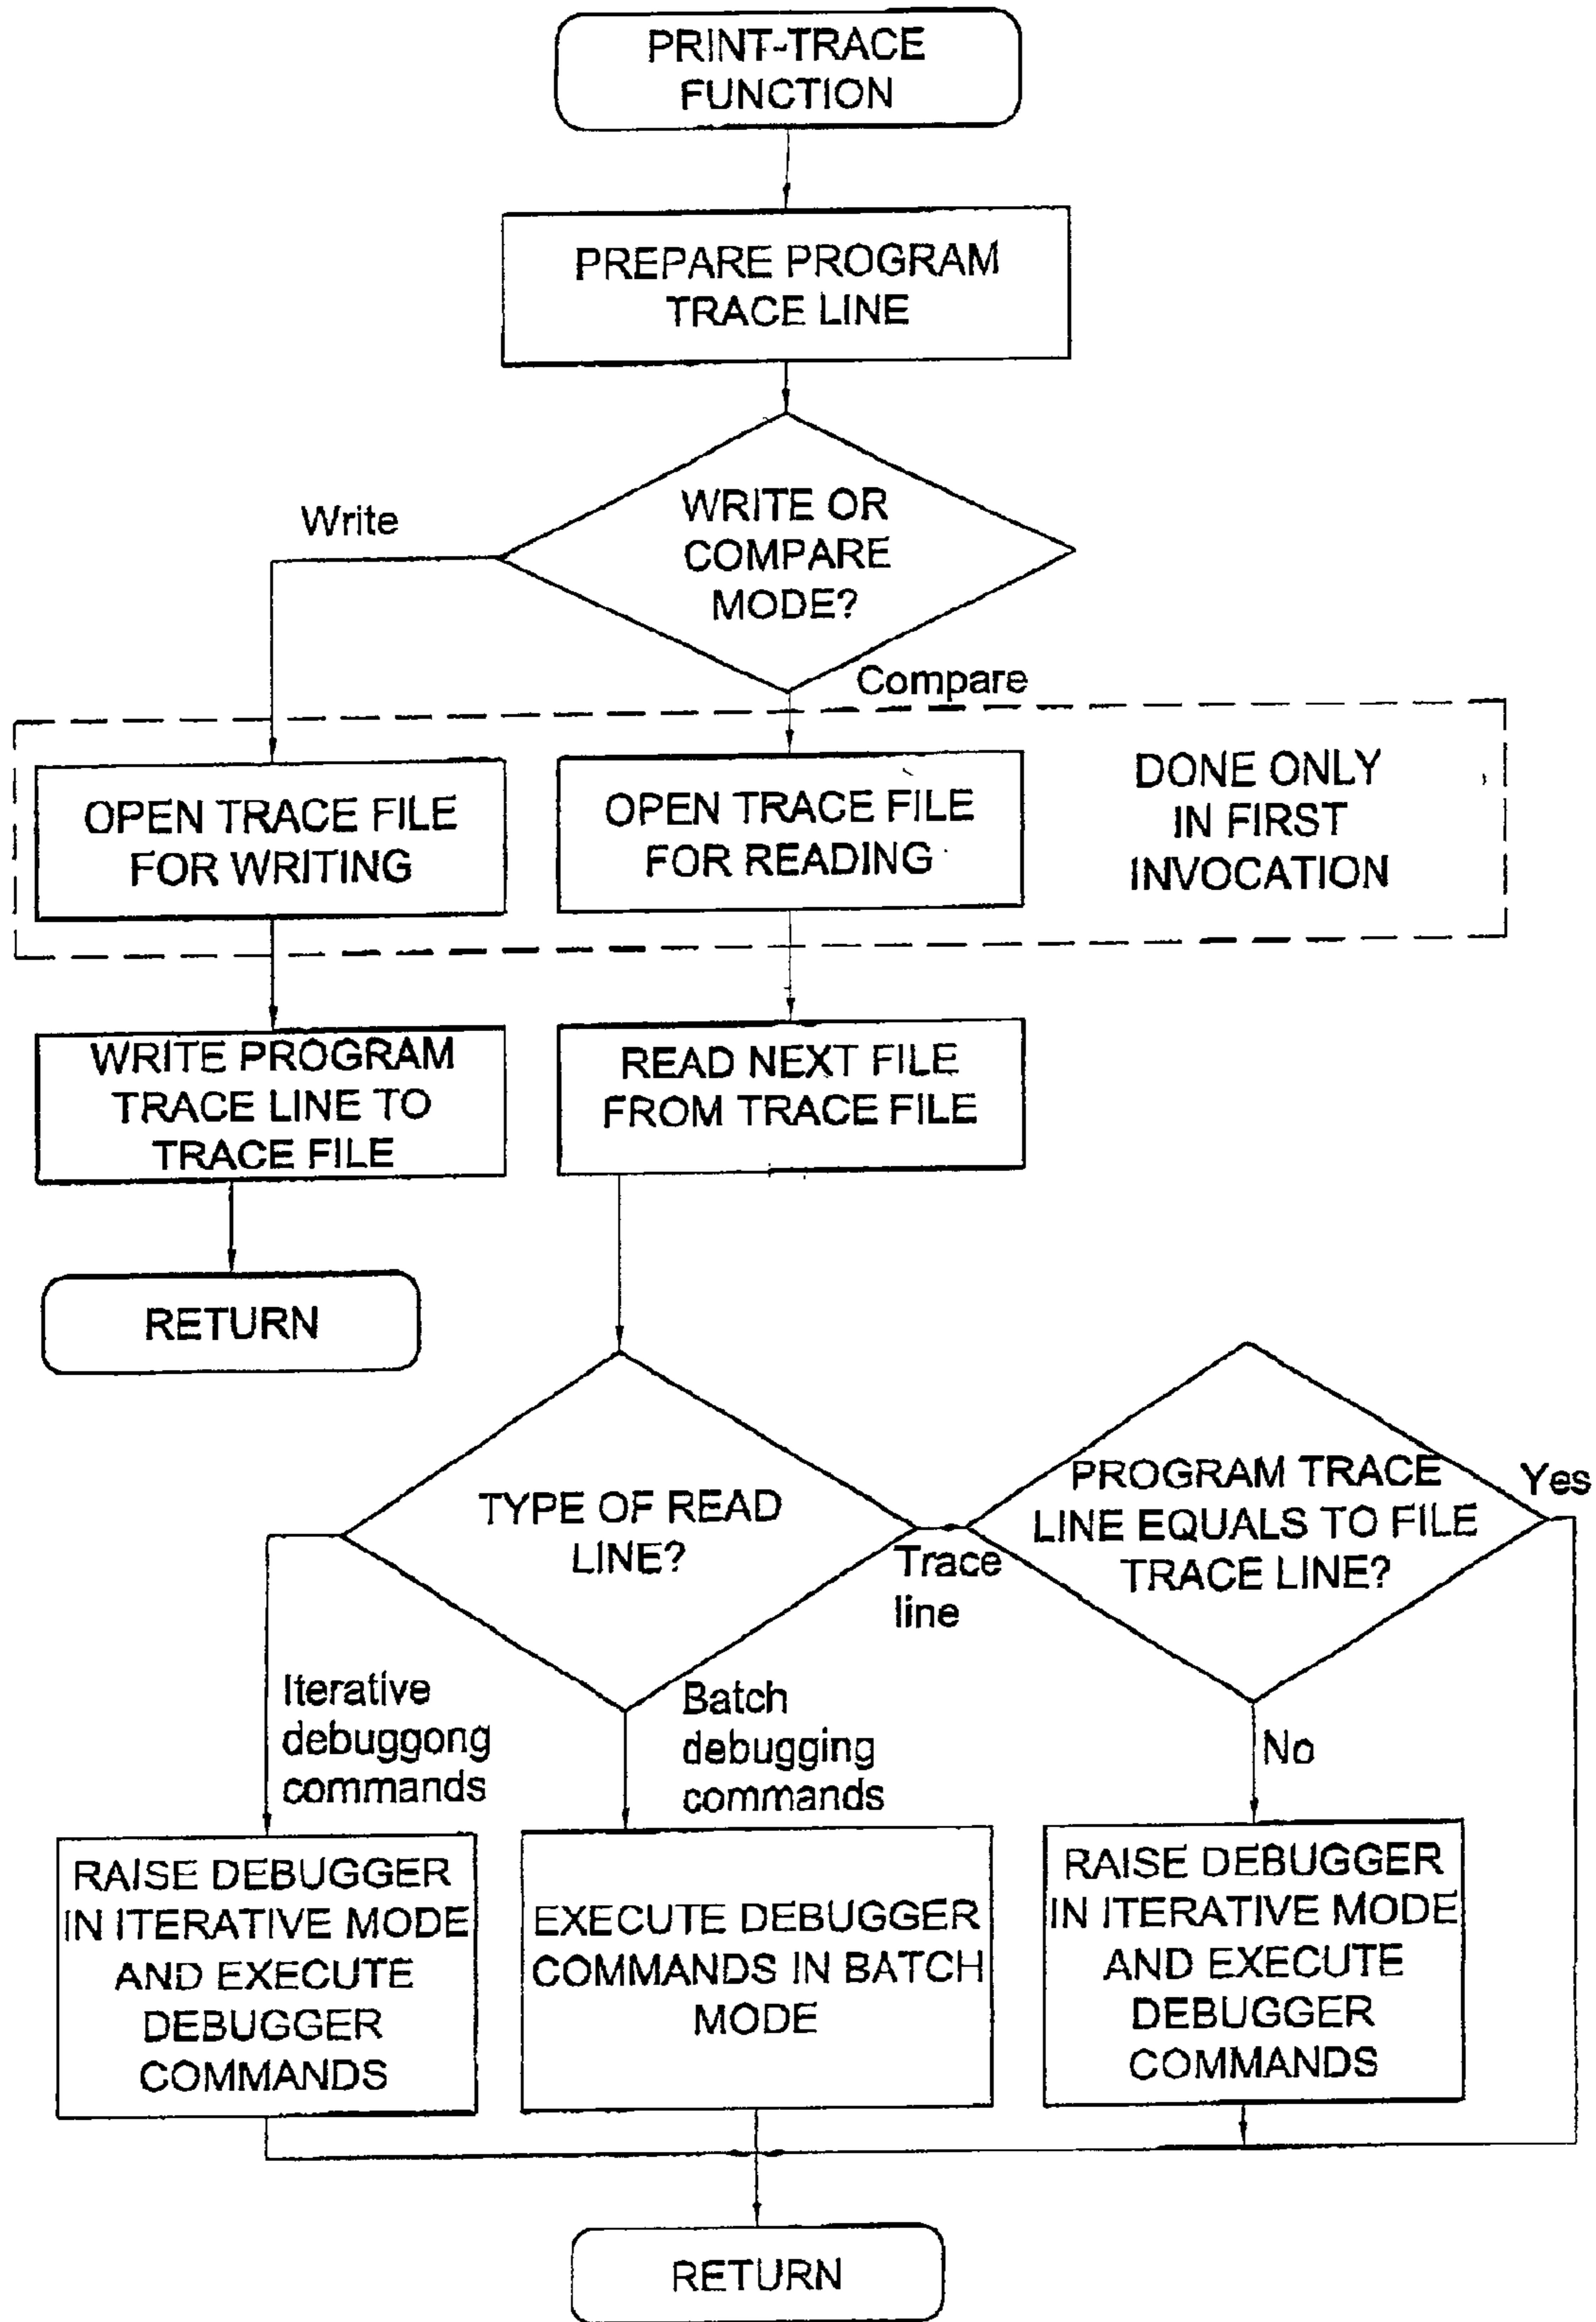 PRINT-TRACE
FUNCTION
PREPARE PROGRAM
TRACE LINE
WRITE OR
COMPARE
MODE?
Write
Compare
OPEN TRACE FILE
FOR WRITING
OPEN TRACE FILE
FOR READING
DONE ONLY
IN FIRST
INVOCATION
WRITE PROGRAM
TRACE LINE TO
TRACE FILE
READ NEXT FILE
FROM TRACE FILE
RETURN
TYPE OF READ
LINE?
Trace
line
PROGRAM TRACE
LINE EQUALS TO FILE
TRACE LINE?
Yes
Iterative
debuggong
commands
Batch
debugging
commands
No
RAISE DEBUGGER
IN ITERATIVE MODE
AND EXECUTE
DEBUGGER
COMMANDS
EXECUTE DEBUGGER
COMMANDS IN BATCH
MODE
RAISE DEBUGGER
IN ITERATIVE MODE
AND EXECUTE
DEBUGGER
COMMANDS
RETURN